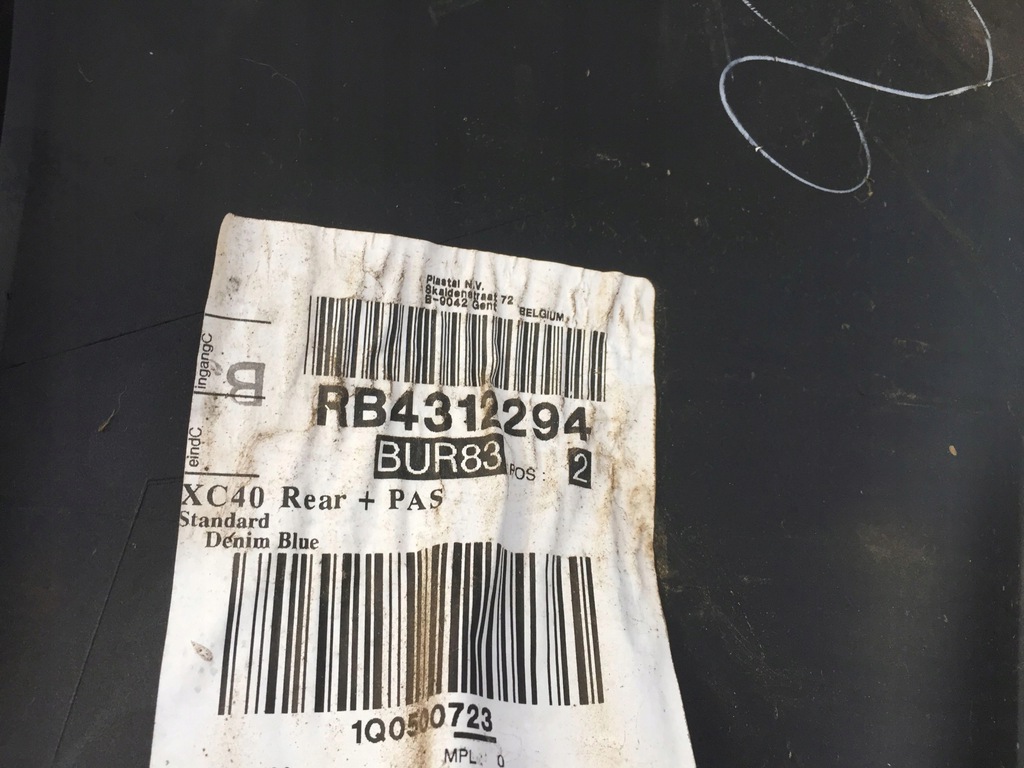 Plastal N.V.
Skaldenstraat 72
B-9042 Gent BELGIUM
ingangC
B
eindC
RB4312294
BUR83 POS : 2
XC40 Rear + PAS
Standard
Denim Blue
1Q0500723
MPL: 0